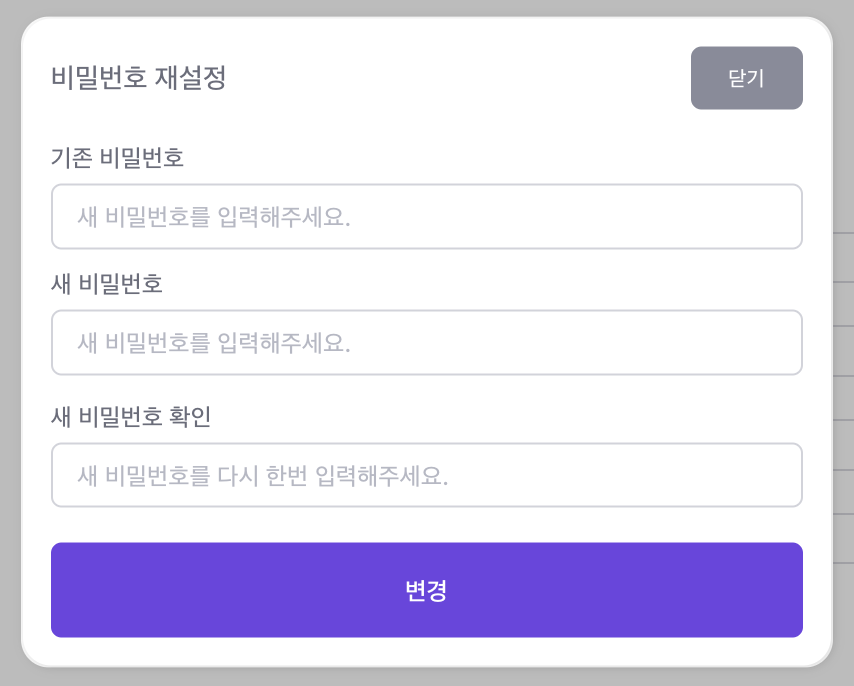 비밀번호 재설정
닫기
기존 비밀번호
새 비밀번호를 입력해주세요.
새 비밀번호
새 비밀번호를 입력해주세요.
새 비밀번호 확인
새 비밀번호를 다시 한번 입력해주세요.
변경